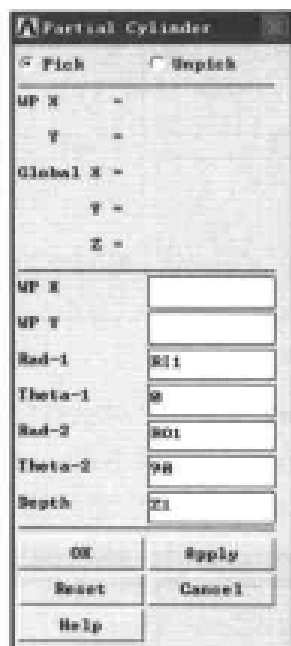 Partial Cylinder
Pick Unpick
WP X =
Y =
Global X =
Y =
Z =
WP X
WP Y
Rad-1 RI1
Theta-1 0
Rad-2 RO1
Theta-2 90
Depth Z1
OK Apply
Reset Cancel
Help